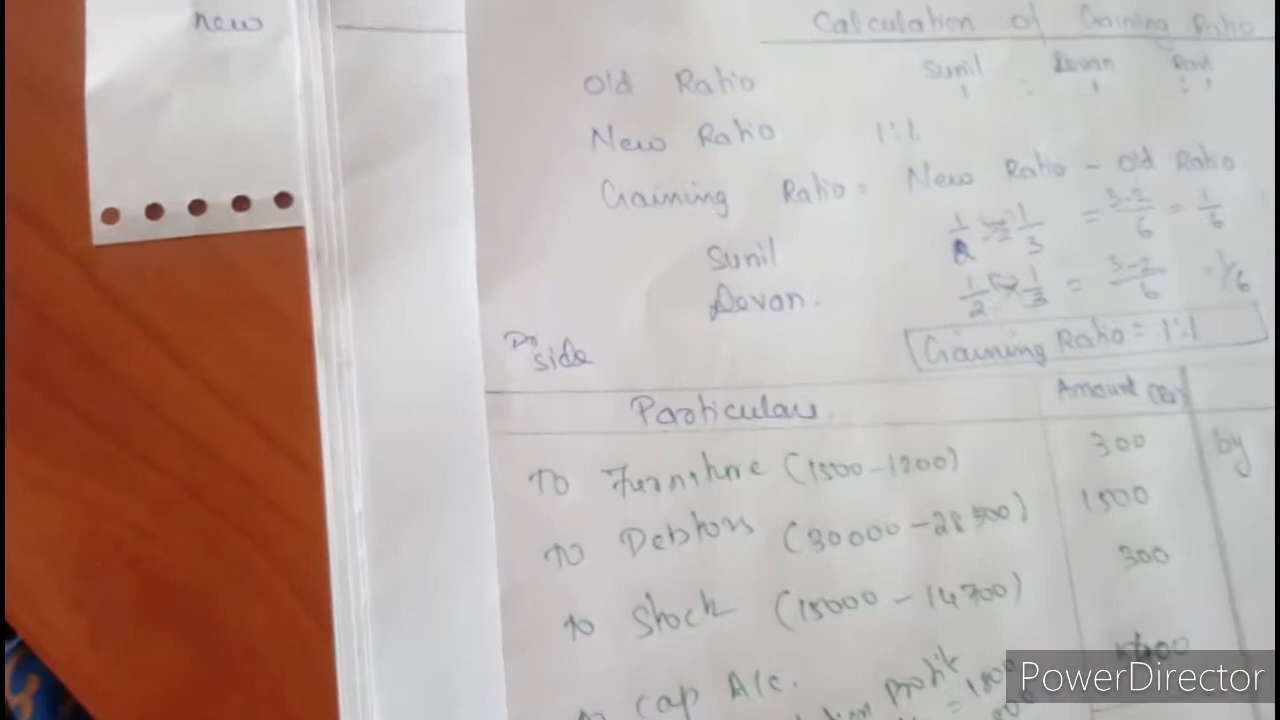 new
Calculation of Gaining Ratio
Old Ratio Sunil Devan Ravi
1 : 1 : 1
New Ratio 1:1
Gaining Ratio = New Ratio - Old Ratio
Sunil 1/2 - 1/3 = 3-2/6 = 1/6
Devan. 1/2 - 1/3 = 3-2/6 = 1/6
Gaining Ratio = 1:1
Dr side
Particulars. Amount (Rs)
To Furniture (1500-1200) 300 by
To Debtors (30000-28500) 1500
to Stock (15000-14700) 300
Cap A/c.
Profit
PowerDirector